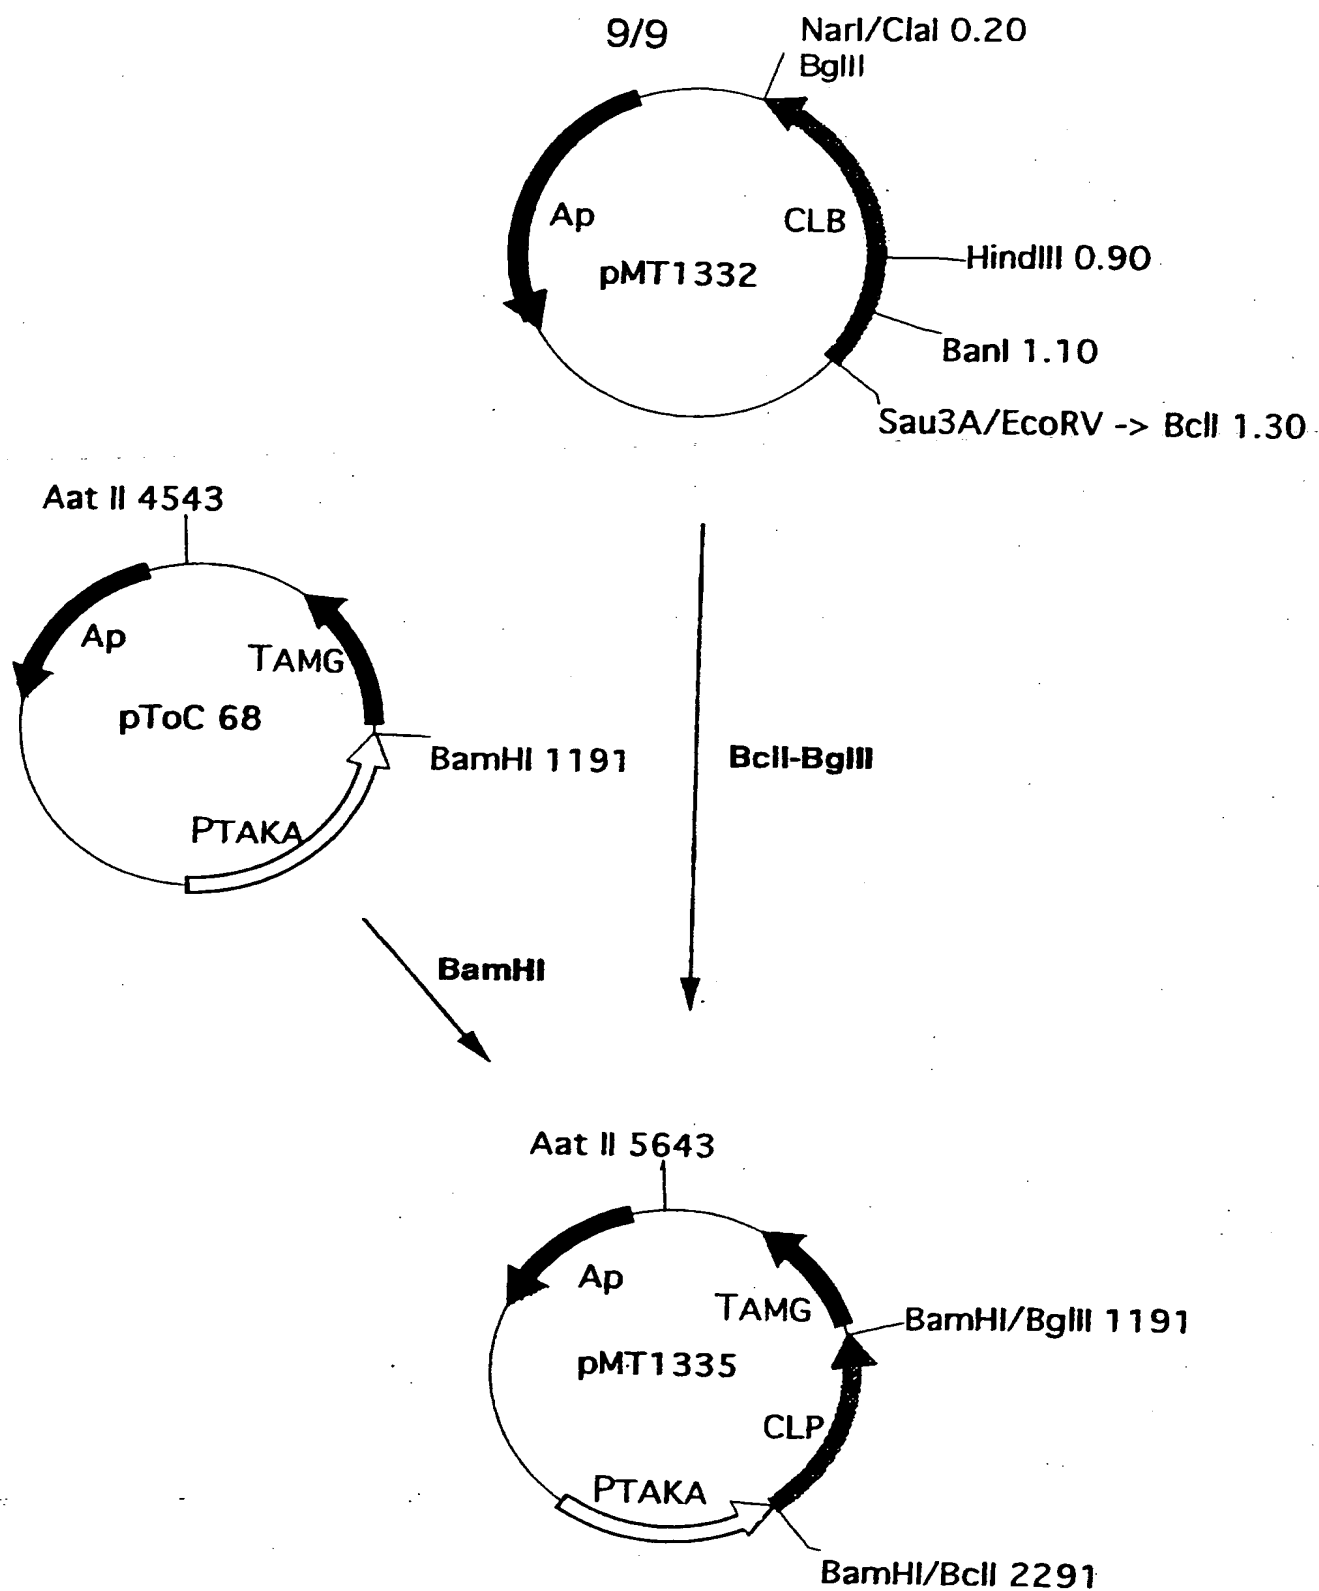 9/9
NarI/ClaI 0.20
BglII
Ap
CLB
pMT1332
HindIII 0.90
BanI 1.10
Sau3A/EcoRV -> BclI 1.30
Aat II 4543
Ap
TAMG
pToC 68
BamHI 1191
BclI-BglII
PTAKA
BamHI
Aat II 5643
Ap
TAMG
BamHI/BglII 1191
pMT1335
CLP
PTAKA
BamHI/BclI 2291